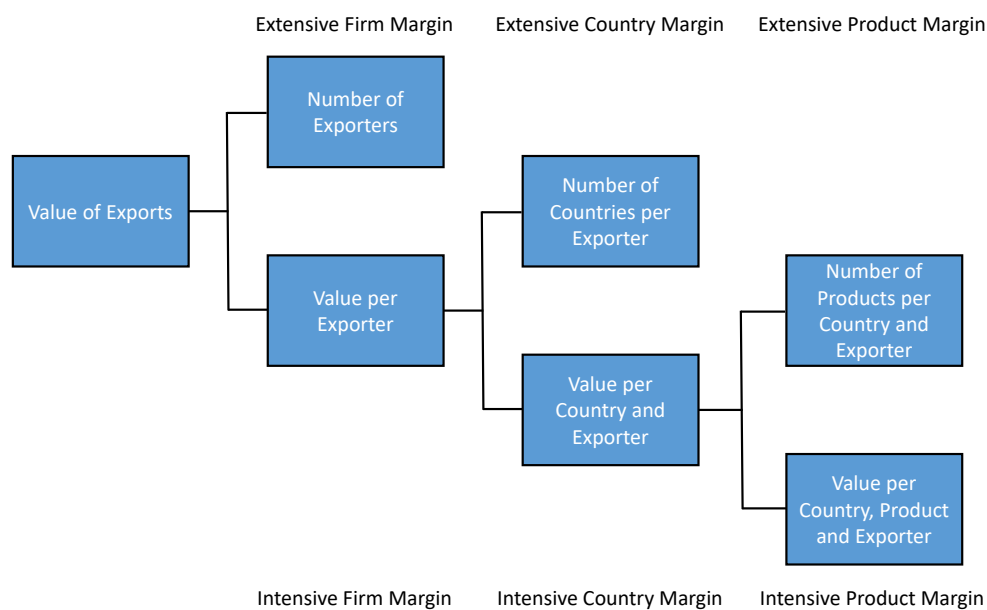 Extensive Firm Margin
Extensive Country Margin
Extensive Product Margin
Number of
Exporters
Value of Exports
Number of
Countries per
Exporter
Value per
Exporter
Number of
Products per
Country and
Exporter
Value per
Country and
Exporter
Value per
Country, Product
and Exporter
Intensive Firm Margin
Intensive Country Margin
Intensive Product Margin